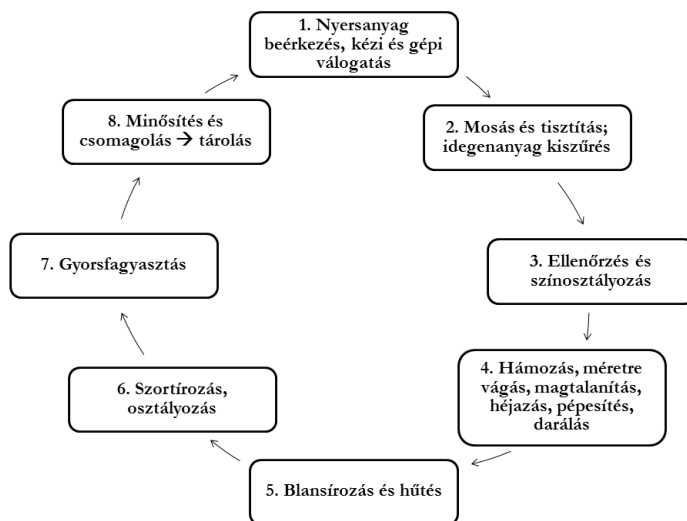 1. Nyersanyag
beérkezés, kézi és gépi
válogatás
2. Mosás és tisztítás;
idegenanyag kiszűrés
3. Ellenőrzés és
színosztályozás
4. Hámozás, méretre
vágás, magtalanítás,
héjazás, pépesítés,
darálás
5. Blansírozás és hűtés
6. Szortírozás,
osztályozás
7. Gyorsfagyasztás
8. Minősítés és
csomagolás → tárolás